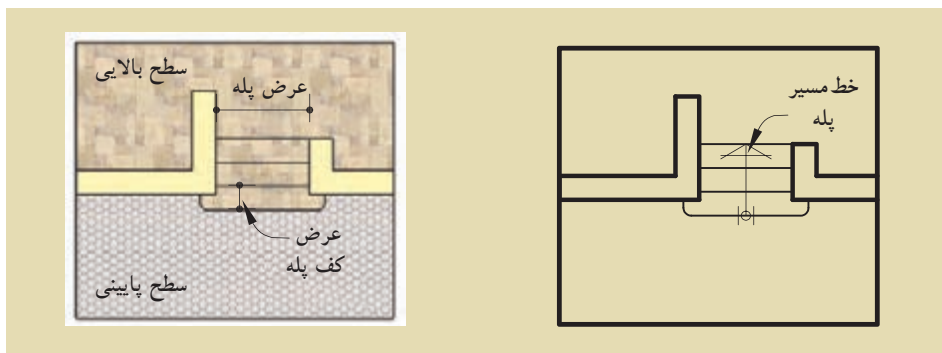 سطح بالایی
عرض پله
عرض
کف پله
سطح پایینی
خط مسیر
پله